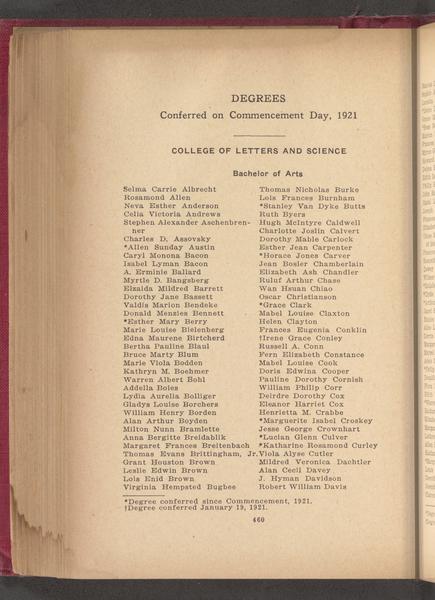 DEGREES
Conferred on Commencement Day, 1921
COLLEGE OF LETTERS AND SCIENCE
Bachelor of Arts
Selma Carrie Albrecht
Rosamond Allen
Neva Esther Anderson
Celia Victoria Andrews
Stephen Alexander Aschenbren-
ner
Charles D. Assovsky
*Allen Sunday Austin
Caryl Monona Bacon
Isabel Lyman Bacon
A. Erminie Ballard
Myrtle D. Bangsberg
Elzaida Mildred Barrett
Dorothy Jane Bassett
Valdis Marion Bendeke
Donald Menzies Bennett
*Esther Mary Berry
Marie Louise Bielenberg
Edna Maurene Birtcherd
Bertha Pauline Blaul
Bruce Marty Blum
Marie Viola Bodden
Kathryn M. Boehmer
Warren Albert Bohl
Addella Boies
Lydia Aurelia Bolliger
Gladys Louise Borchers
William Henry Borden
Alan Arthur Boyden
Milton Nunn Bramlette
Anna Bergitte Breidablik
Margaret Frances Breitenbach
Thomas Evans Brittingham, Jr.
Grant Houston Brown
Leslie Edwin Brown
Lois Enid Brown
Virginia Hempsted Bugbee
Thomas Nicholas Burke
Lois Frances Burnham
*Stanley Van Dyke Butts
Ruth Byers
Hugh McIntyre Caldwell
Charlotte Joslin Calvert
Dorothy Mable Carlock
Esther Jean Carpenter
*Horace Jones Carver
Jean Bosler Chamberlain
Elizabeth Ash Chandler
Ruluf Arthur Chase
Wan Hsuan Chiao
Oscar Christianson
*Grace Clark
Mabel Louise Claxton
Helen Clayton
Frances Eugenia Conklin
†Irene Grace Conley
Russell A. Conn
Fern Elizabeth Constance
Mabel Louise Cook
Doris Edwina Cooper
Pauline Dorothy Cornish
William Philip Corr
Deirdre Dorothy Cox
Eleanor Harriet Cox
Henrietta M. Crabbe
*Marguerite Isabel Croskey
Jesse George Crownhart
*Lucian Glenn Culver
*Katharine Rosamond Curley
Viola Alyse Cutler
Mildred Veronica Dachtler
Alan Cecil Davey
J. Hyman Davidson
Robert William Davis
*Degree conferred since Commencement, 1921.
†Degree conferred January 19, 1921.
460